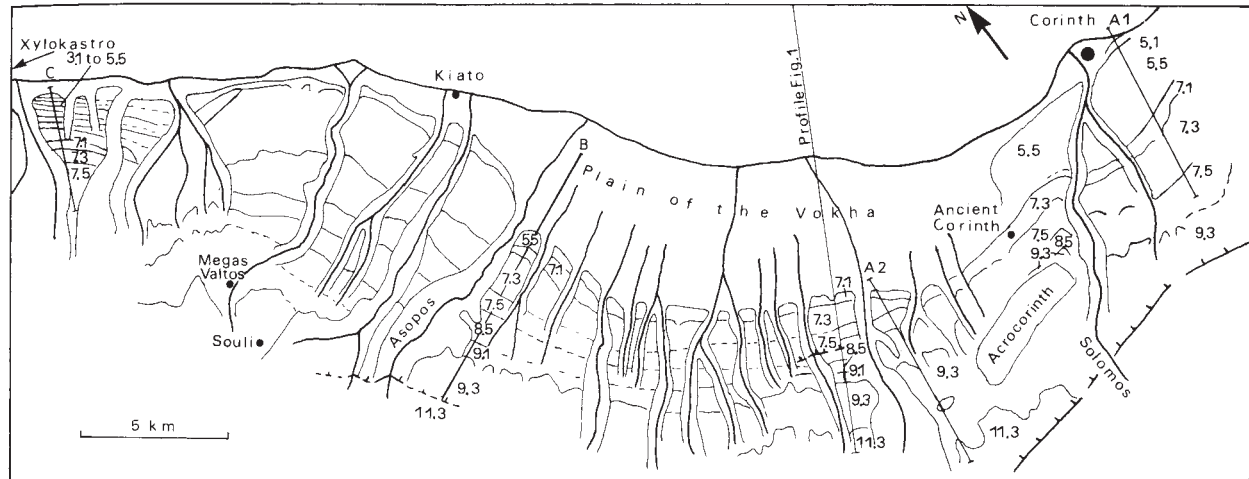 Xylokastro
3.1 to 5.5
C
7.1
7.3
7.5
Megas
Valtos
Souli
5 km
Kiato
Asopos
B
5.5
7.3
7.1
7.5
8.5
9.1
9.3
11.3
Plain of the Vokha
Profile Fig.1
N
A2
7.1
7.3
7.5
8.5
9.1
9.3
11.3
9.3
11.3
Ancient
Corinth
Acrocorinth
Solomos
5.5
7.3
7.5
8.5
9.3
Corinth
A1
5.1
5.5
7.1
7.3
7.5
9.3